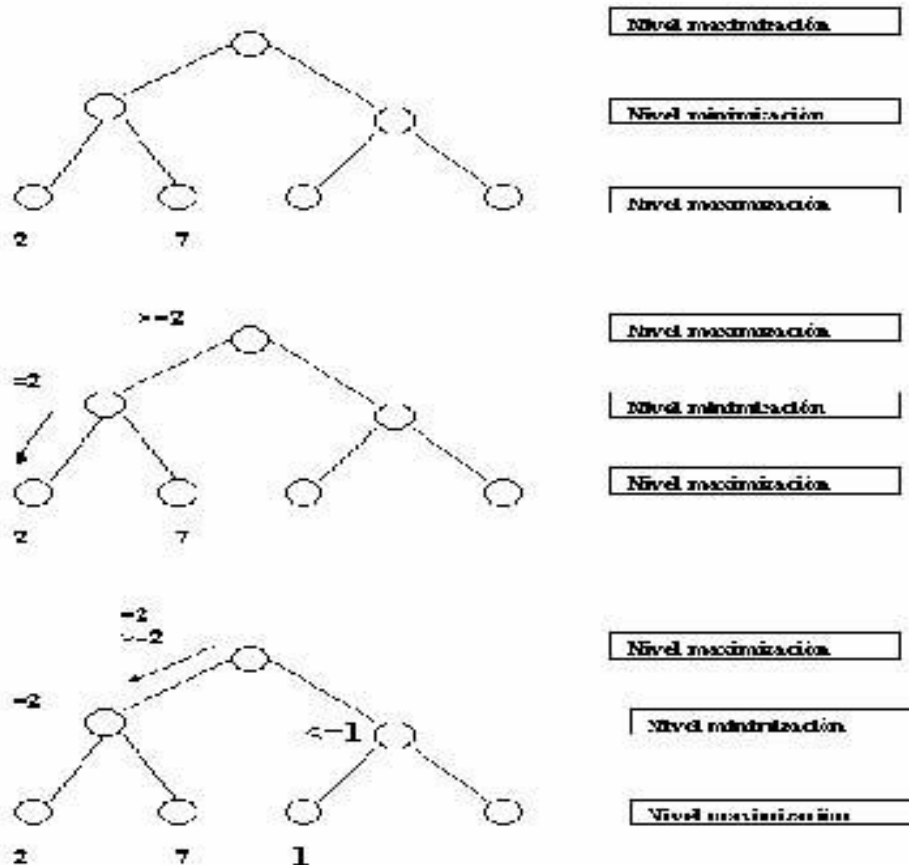 Nivel maximización
Nivel minimización
Nivel maximización
2 7
>=2
Nivel maximización
=2
Nivel minimización
Nivel maximización
2 7
=2
>=2
Nivel maximización
=2
<=1
Nivel minimización
Nivel maximización
2 7 1